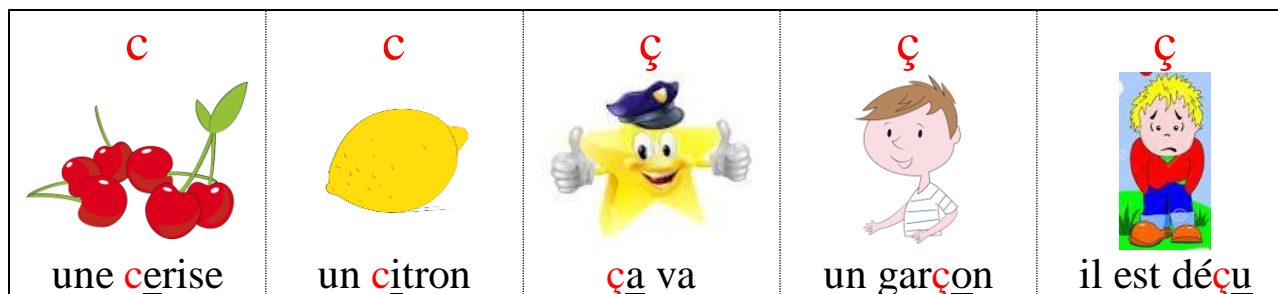 c c ç ç ç
une cerise un citron ça va un garçon il est déçu